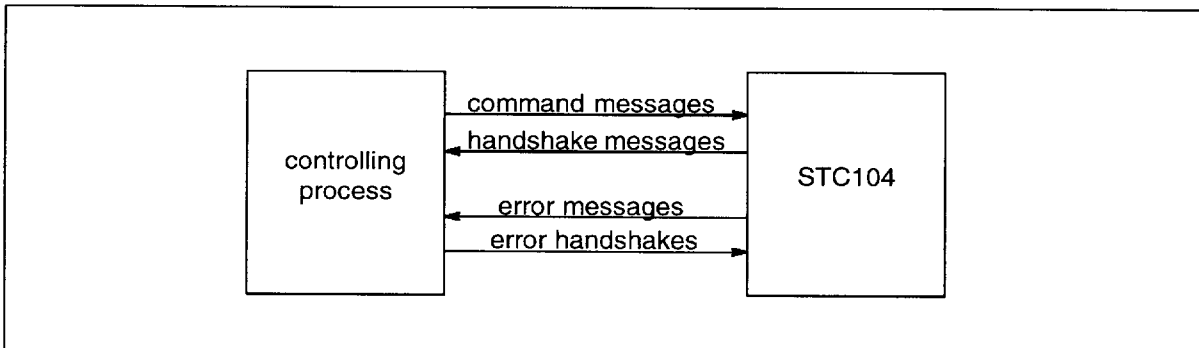 controlling
process
command messages
handshake messages
error messages
error handshakes
STC104